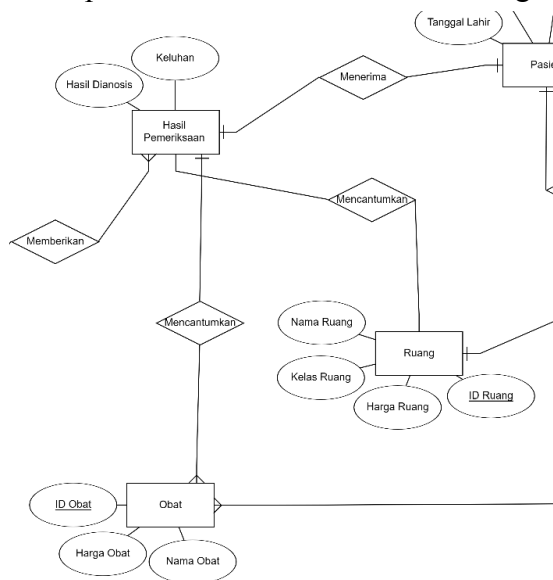 Tanggal Lahir
Keluhan
Hasil Dianosis
Menerima
Hasil
Pemeriksaan
Mencantumkan
Memberikan
Mencantumkan
Nama Ruang
Ruang
Kelas Ruang
Harga Ruang
ID Ruang
ID Obat
Obat
Harga Obat
Nama Obat